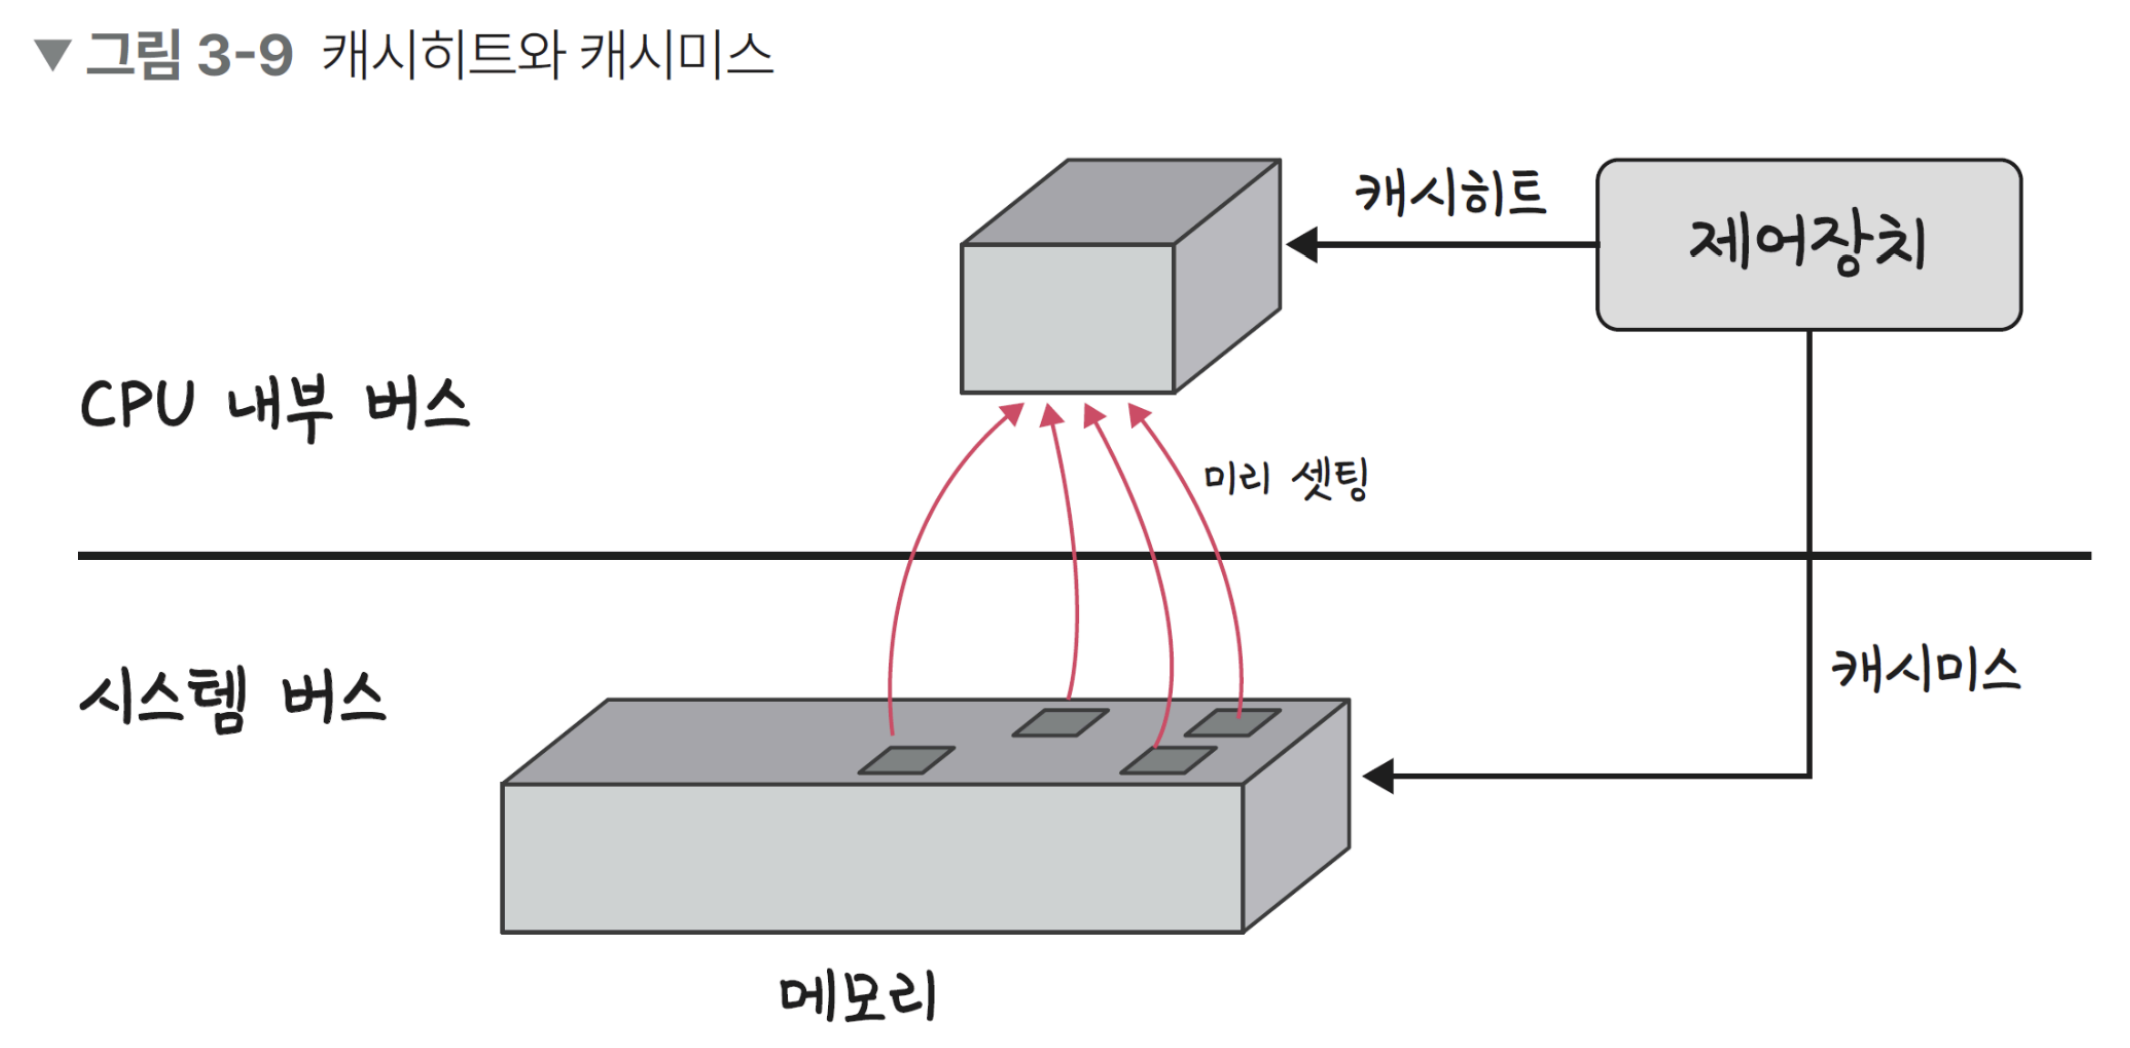 ▼ 그림 3-9 캐시히트와 캐시미스
캐시히트
제어장치
CPU 내부 버스
미리 셋팅
시스템 버스
캐시미스
메모리